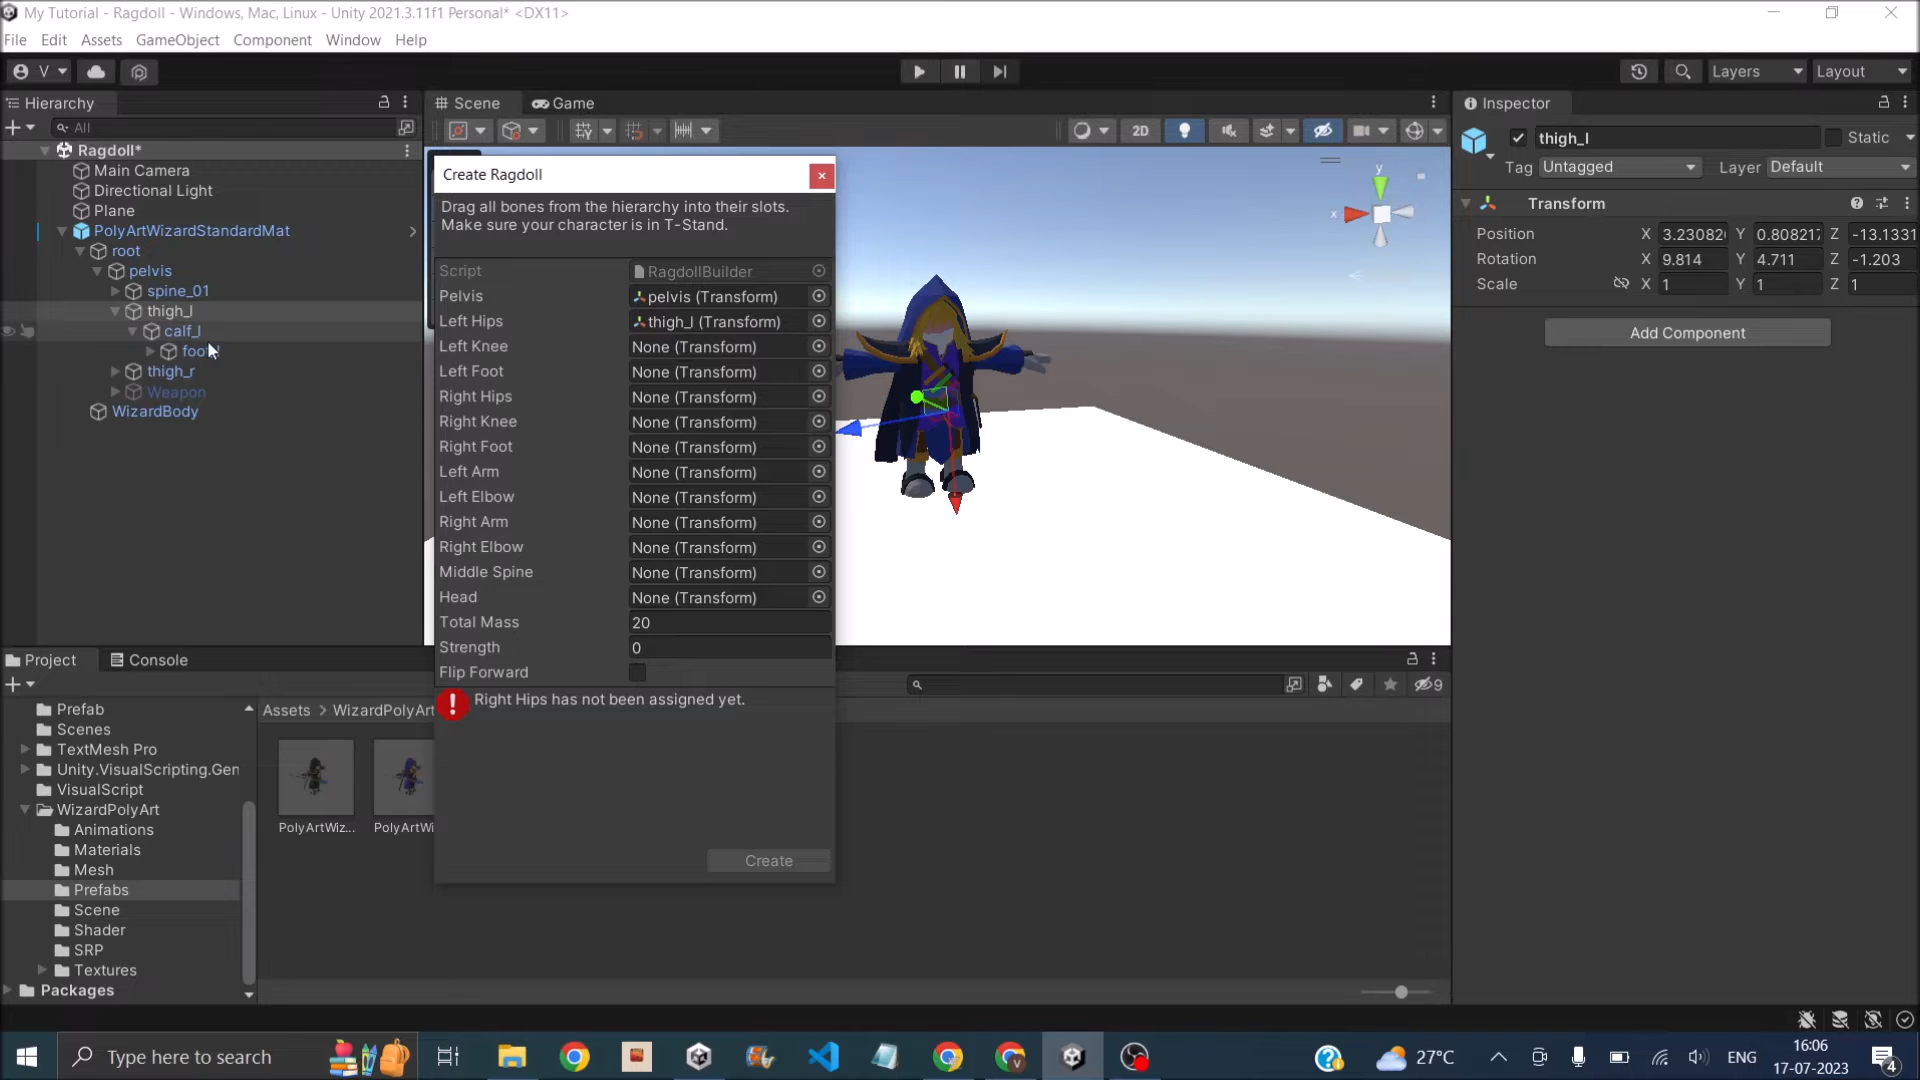 My Tutorial - Ragdoll - Windows, Mac, Linux - Unity 2021.3.11f1 Personal* <DX11>
File Edit Assets GameObject Component Window Help
V
Layers Layout
Hierarchy
All
Ragdoll*
Main Camera
Directional Light
Plane
PolyArtWizardStandardMat
root
pelvis
spine_01
thigh_l
calf_l
thigh_r
Weapon
WizardBody
Scene Game
2D
y
x
Create Ragdoll
Drag all bones from the hierarchy into their slots.
Make sure your character is in T-Stand.
Script RagdollBuilder
Pelvis pelvis (Transform)
Left Hips thigh_l (Transform)
Left Knee None (Transform)
Left Foot None (Transform)
Right Hips None (Transform)
Right Knee None (Transform)
Right Foot None (Transform)
Left Arm None (Transform)
Left Elbow None (Transform)
Right Arm None (Transform)
Right Elbow None (Transform)
Middle Spine None (Transform)
Head None (Transform)
Total Mass 20
Strength 0
Flip Forward
Right Hips has not been assigned yet.
Create
Inspector
thigh_l Static
Tag Untagged Layer Default
Transform
Position X 3.23082 Y 0.808217 Z -13.1331
Rotation X 9.814 Y 4.711 Z -1.203
Scale X 1 Y 1 Z 1
Add Component
Project Console
9
Prefab
Scenes
TextMesh Pro
Unity.VisualScripting.Gen
VisualScript
WizardPolyArt
Animations
Materials
Mesh
Prefabs
Scene
Shader
SRP
Textures
Packages
Assets > WizardPolyArt
PolyArtWiz... PolyArtWi
Type here to search
27°C
ENG
16:06
17-07-2023
4